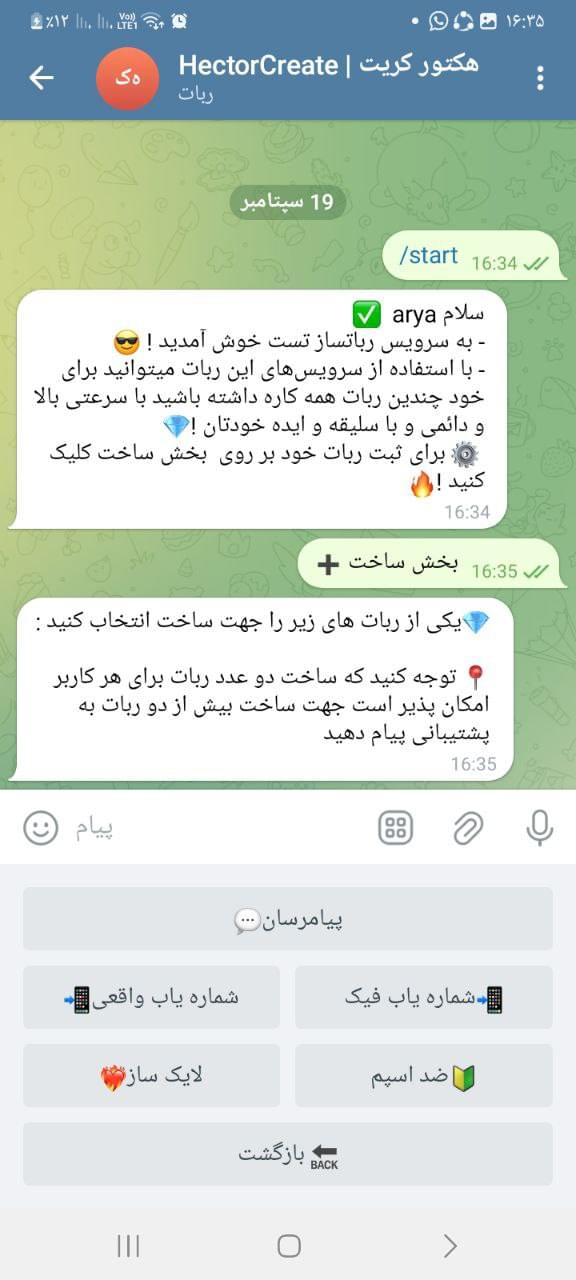 ٪۱۲ Vo)) LTE1 ۱۶:۳۵
هکتور کریت | HectorCreate
هک
ربات
19 سپتامبر
/start 16:34
سلام arya ✅
- به سرویس رباتساز تست خوش آمدید ! 😎
- با استفاده از سرویس‌های این ربات میتوانید برای
خود چندین ربات همه کاره داشته باشید با سرعتی بالا
و دائمی و با سلیقه و ایده خودتان !💎
⚙️ برای ثبت ربات خود بر روی بخش ساخت کلیک
کنید !🔥
16:34
بخش ساخت ➕ 16:35
💎یکی از ربات های زیر را جهت ساخت انتخاب کنید :
📍 توجه کنید که ساخت دو عدد ربات برای هر کاربر
امکان پذیر است جهت ساخت بیش از دو ربات به
پشتیبانی پیام دهید
16:35
پیام
پیامرسان💬
📲شماره یاب فیک
شماره یاب واقعی📲
🔰ضد اسپم
لایک ساز❤️‍🔥
🔙 بازگشت